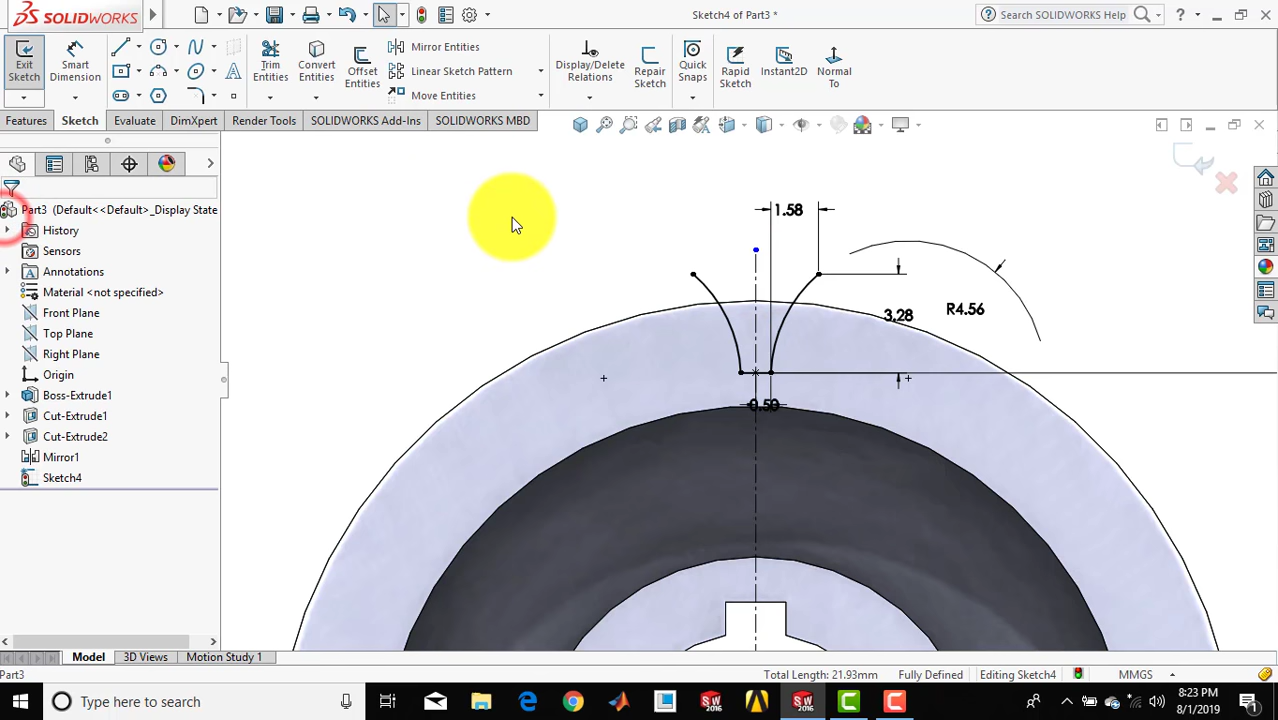 SOLIDWORKS
Sketch4 of Part3 *
Search SOLIDWORKS Help
?
Exit Sketch
Smart Dimension
Trim Entities
Convert Entities
Offset Entities
Mirror Entities
Linear Sketch Pattern
Move Entities
Display/Delete Relations
Repair Sketch
Quick Snaps
Rapid Sketch
Instant2D
Normal To
Features
Sketch
Evaluate
DimXpert
Render Tools
SOLIDWORKS Add-Ins
SOLIDWORKS MBD
Part3 (Default<<Default>_Display State
History
Sensors
Annotations
Material <not specified>
Front Plane
Top Plane
Right Plane
Origin
Boss-Extrude1
Cut-Extrude1
Cut-Extrude2
Mirror1
Sketch4
1.58
3.28
R4.56
0.50
Model
3D Views
Motion Study 1
Part3
Total Length: 21.93mm
Fully Defined
Editing Sketch4
MMGS
Type here to search
SW 2016
SW 2016
8:23 PM
8/1/2019
1